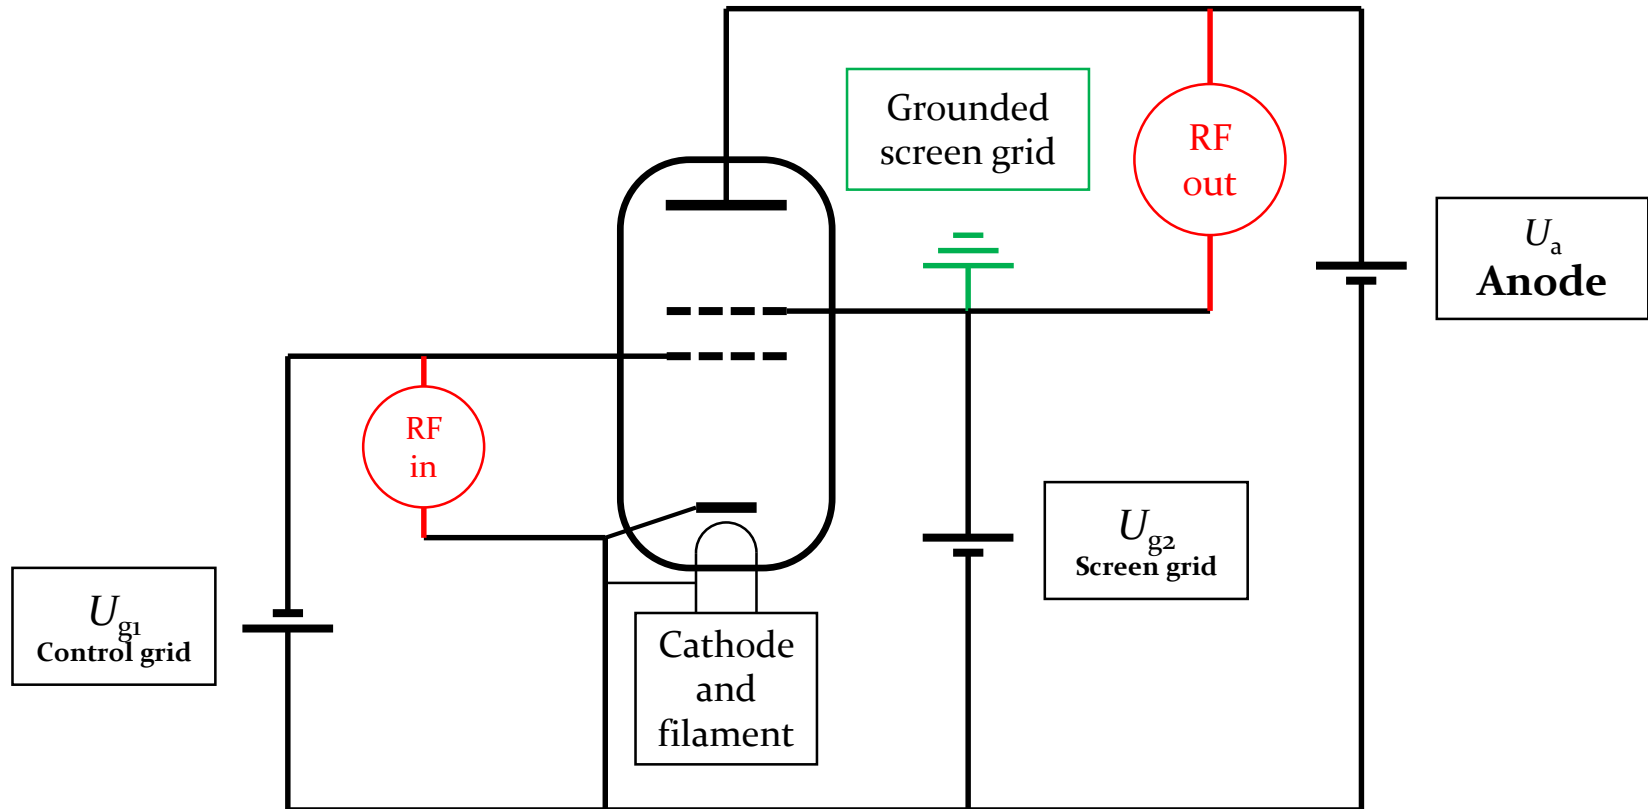 Grounded
screen grid
RF
out
Ua
Anode
RF
in
Ug2
Screen grid
Ug1
Control grid
Cathode
and
filament